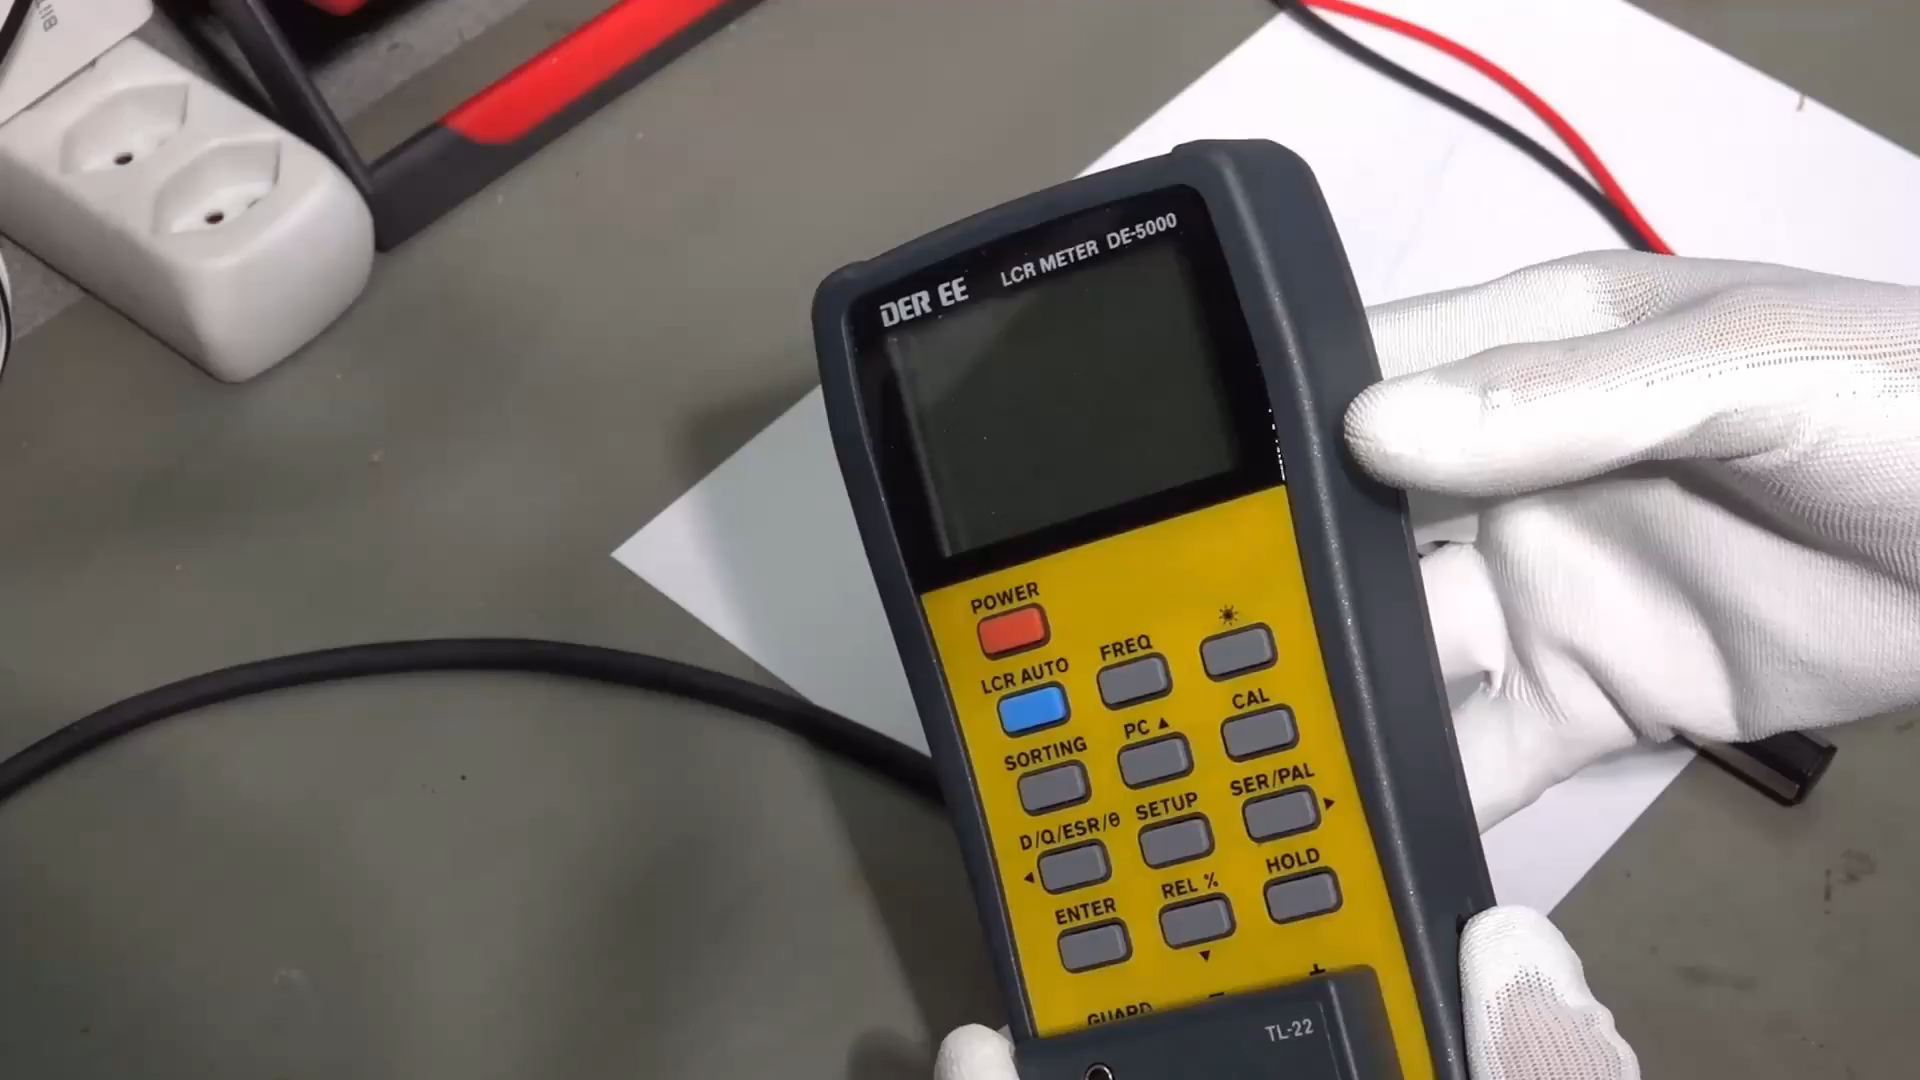 DER EE LCR METER DE-5000
POWER
LCR AUTO
FREQ
SORTING
PC ▲
CAL
D/Q/ESR/θ
SETUP
SER/PAL
ENTER
REL %
HOLD
GUARD
−
+
TL-22